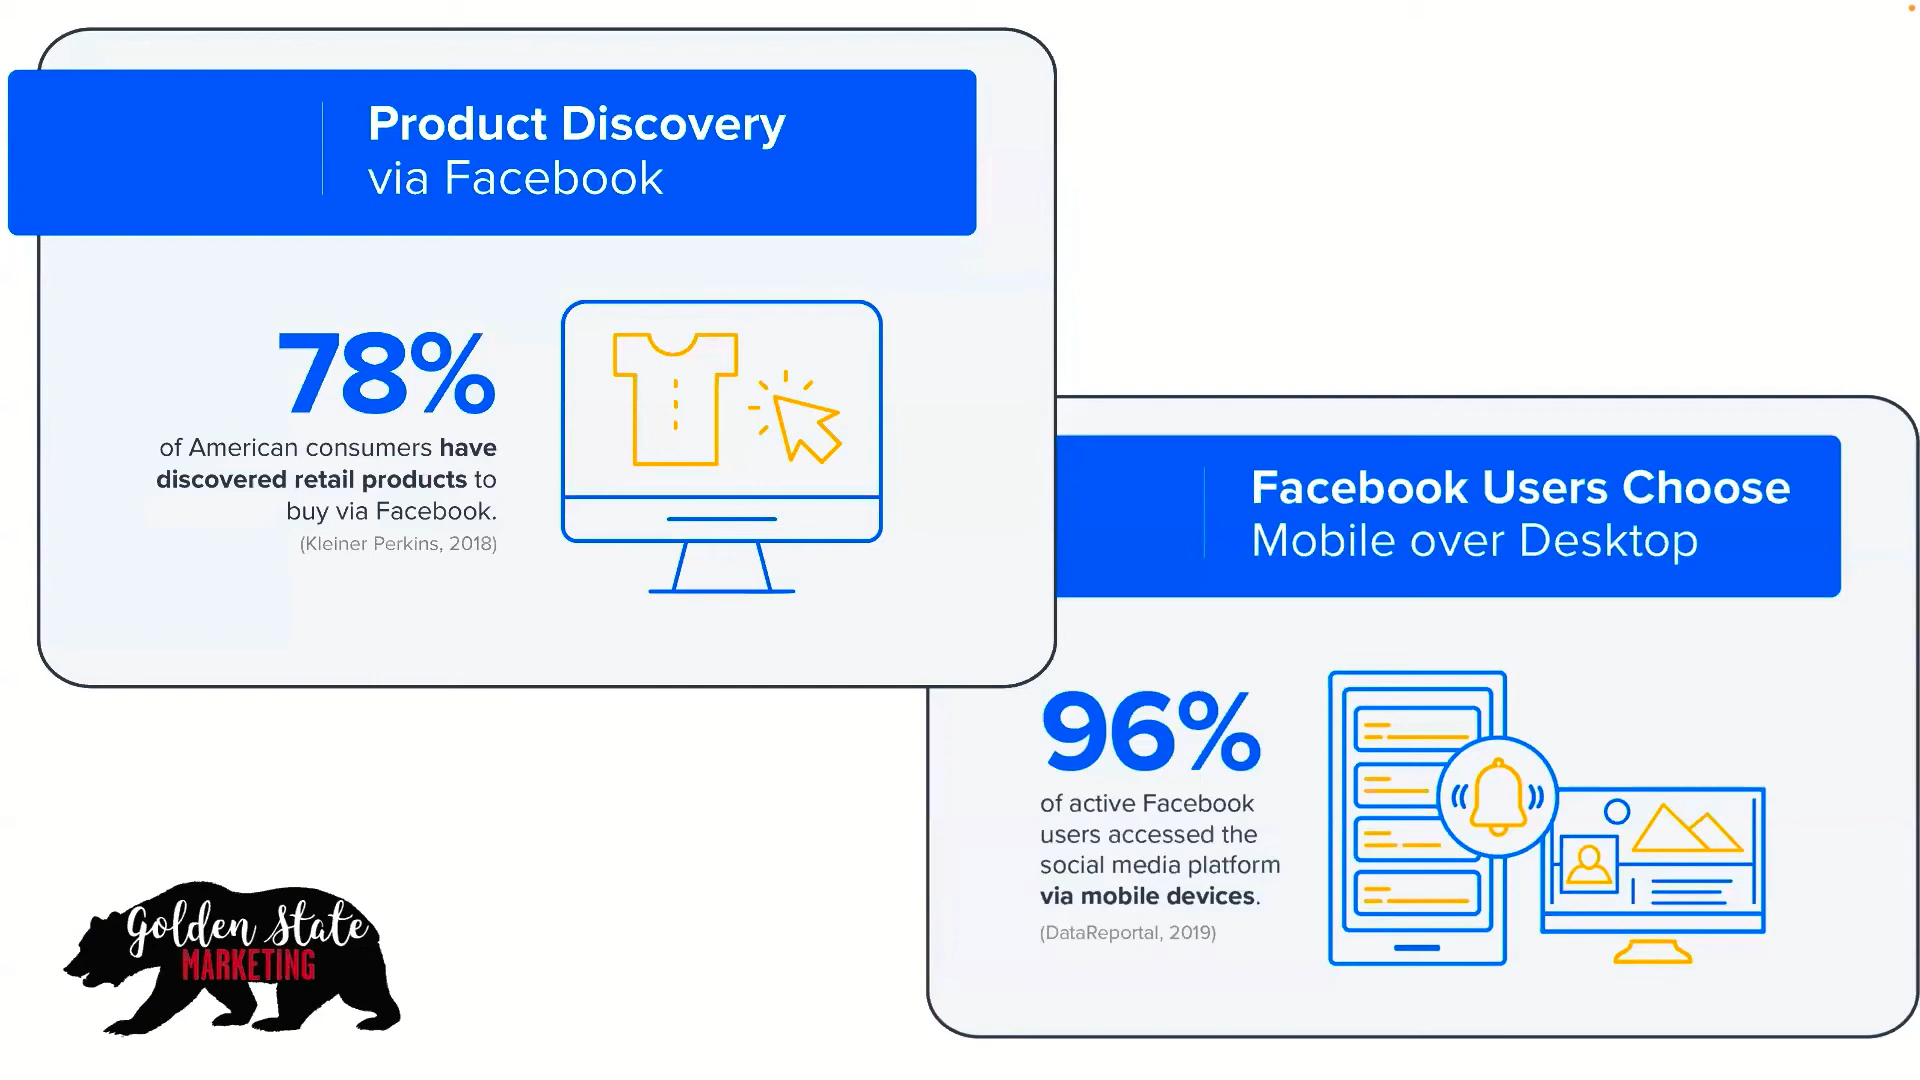 Product Discovery
via Facebook
78%
of American consumers have
discovered retail products to
buy via Facebook.
(Kleiner Perkins, 2018)
Facebook Users Choose
Mobile over Desktop
96%
of active Facebook
users accessed the
social media platform
via mobile devices.
(DataReportal, 2019)
Golden State
MARKETING